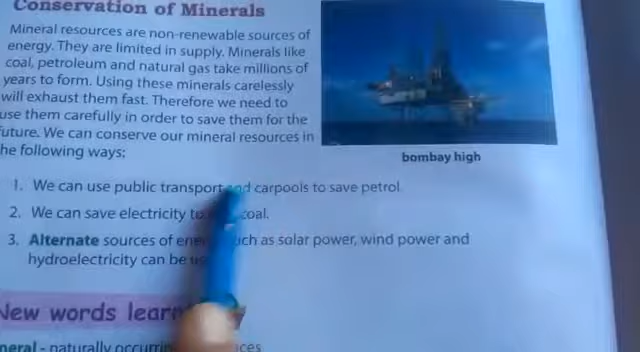 Conservation of Minerals
Mineral resources are non-renewable sources of
energy. They are limited in supply. Minerals like
coal, petroleum and natural gas take millions of
years to form. Using these minerals carelessly
will exhaust them fast. Therefore we need to
use them carefully in order to save them for the
future. We can conserve our mineral resources in
he following ways:
bombay high
1. We can use public transport and carpools to save petrol.
2. We can save electricity to coal.
3. Alternate sources of such as solar power, wind power and
hydroelectricity can be
New words
neral - naturally